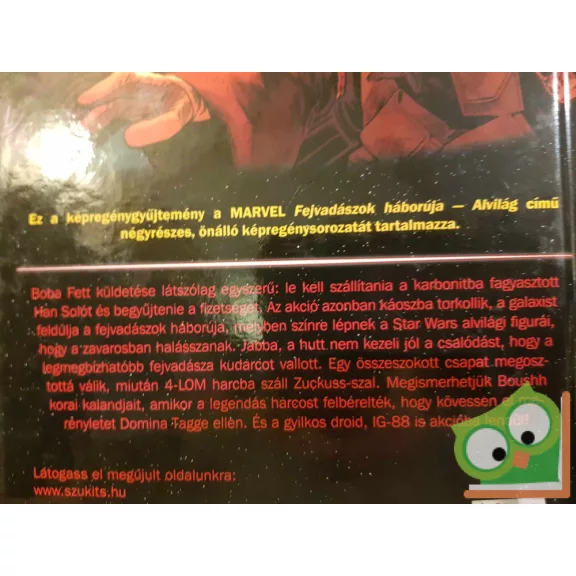 Ez a képregénygyűjtemény a MARVEL Fejvadászok háborúja — Alvilág című
négyrészes, önálló képregénysorozatát tartalmazza.
Boba Fett küldetése látszólag egyszerű: le kell szállítania a karbonitba fagyasztott
Han Solót és begyűjtenie a fizetséget. Az akció azonban káoszba torkollik, a galaxist
feldúlja a fejvadászok háborúja, melyben színre lépnek a Star Wars alvilági figurái,
hogy a zavarosban halásszanak. Jabba, a hutt nem kezeli jól a csalódást, hogy a
legmegbízhatóbb fejvadásza kudarcot vallott. Egy összeszokott csapat megosz-
tottá válik, miután 4-LOM harcba száll Zuckuss-szal. Megismerhetjük Boushh
korai kalandjait, amikor a legendás harcost felbérelték, hogy kövessen el
rényletet Domina Tagge ellen. És a gyilkos droid, IG-88 is akcióba
Látogass el megújult oldalunkra:
www.szukits.hu